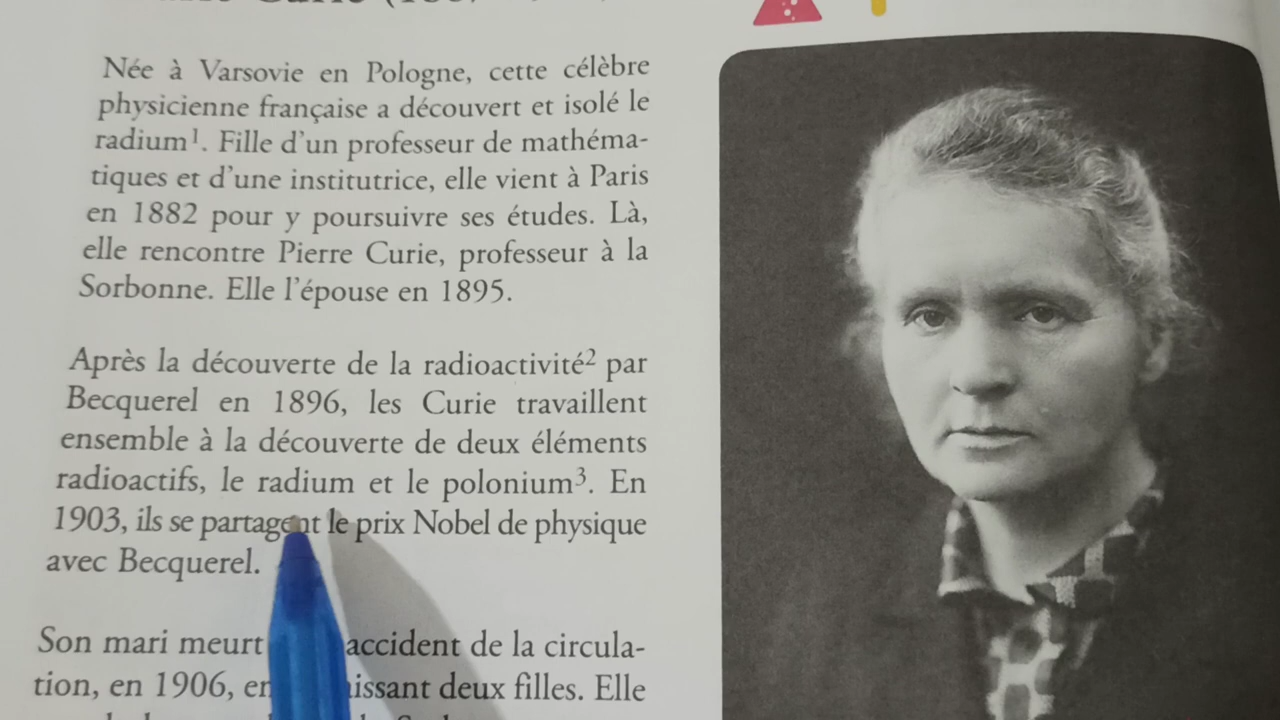 Née à Varsovie en Pologne, cette célèbre
physicienne française a découvert et isolé le
radium¹. Fille d'un professeur de mathéma-
tiques et d'une institutrice, elle vient à Paris
en 1882 pour y poursuivre ses études. Là,
elle rencontre Pierre Curie, professeur à la
Sorbonne. Elle l'épouse en 1895.
Après la découverte de la radioactivité² par
Becquerel en 1896, les Curie travaillent
ensemble à la découverte de deux éléments
radioactifs, le radium et le polonium³. En
1903, ils se partagent le prix Nobel de physique
avec Becquerel.
Son mari meurt accident de la circula-
tion, en 1906, deux filles. Elle